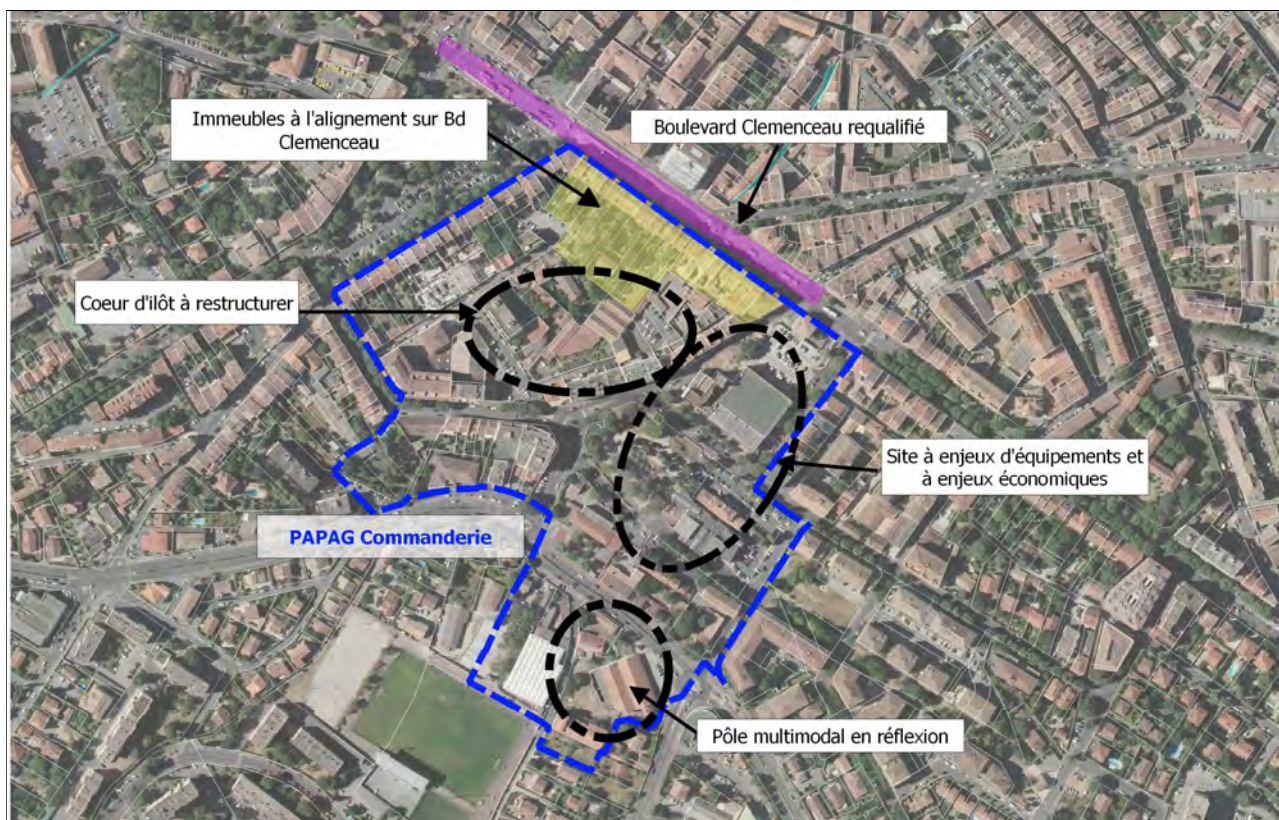 Immeubles à l'alignement sur Bd
Clemenceau
Boulevard Clemenceau requalifié
Coeur d'ilôt à restructurer
Site à enjeux d'équipements et
à enjeux économiques
PAPAG Commanderie
Pôle multimodal en réflexion